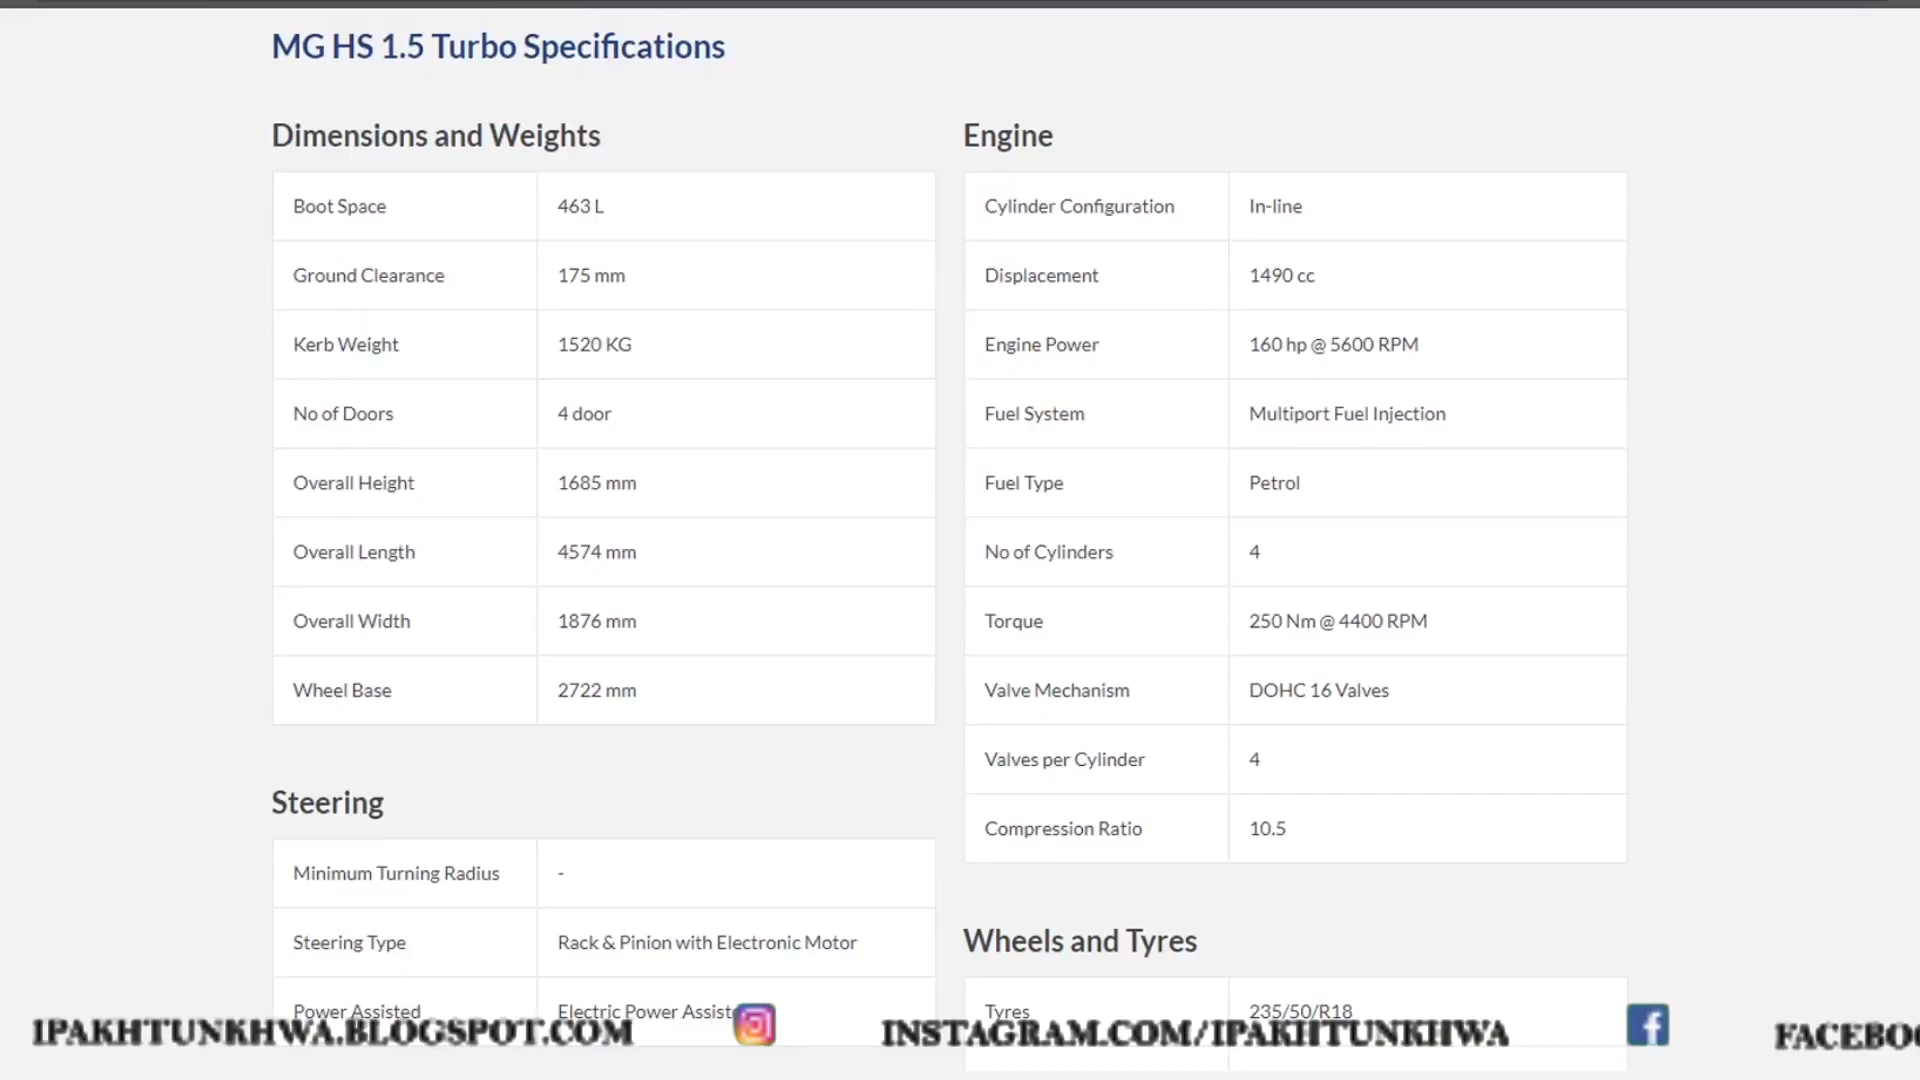 MG HS 1.5 Turbo Specifications
Dimensions and Weights
Boot Space 463 L
Ground Clearance 175 mm
Kerb Weight 1520 KG
No of Doors 4 door
Overall Height 1685 mm
Overall Length 4574 mm
Overall Width 1876 mm
Wheel Base 2722 mm
Steering
Minimum Turning Radius -
Steering Type Rack & Pinion with Electronic Motor
Power Assisted Electric Power Assist
Engine
Cylinder Configuration In-line
Displacement 1490 cc
Engine Power 160 hp @ 5600 RPM
Fuel System Multiport Fuel Injection
Fuel Type Petrol
No of Cylinders 4
Torque 250 Nm @ 4400 RPM
Valve Mechanism DOHC 16 Valves
Valves per Cylinder 4
Compression Ratio 10.5
Wheels and Tyres
Tyres 235/50/R18
IPAKHTUNKHWA.BLOGSPOT.COM INSTAGRAM.COM/IPAKHTUNKHWA FACEBO